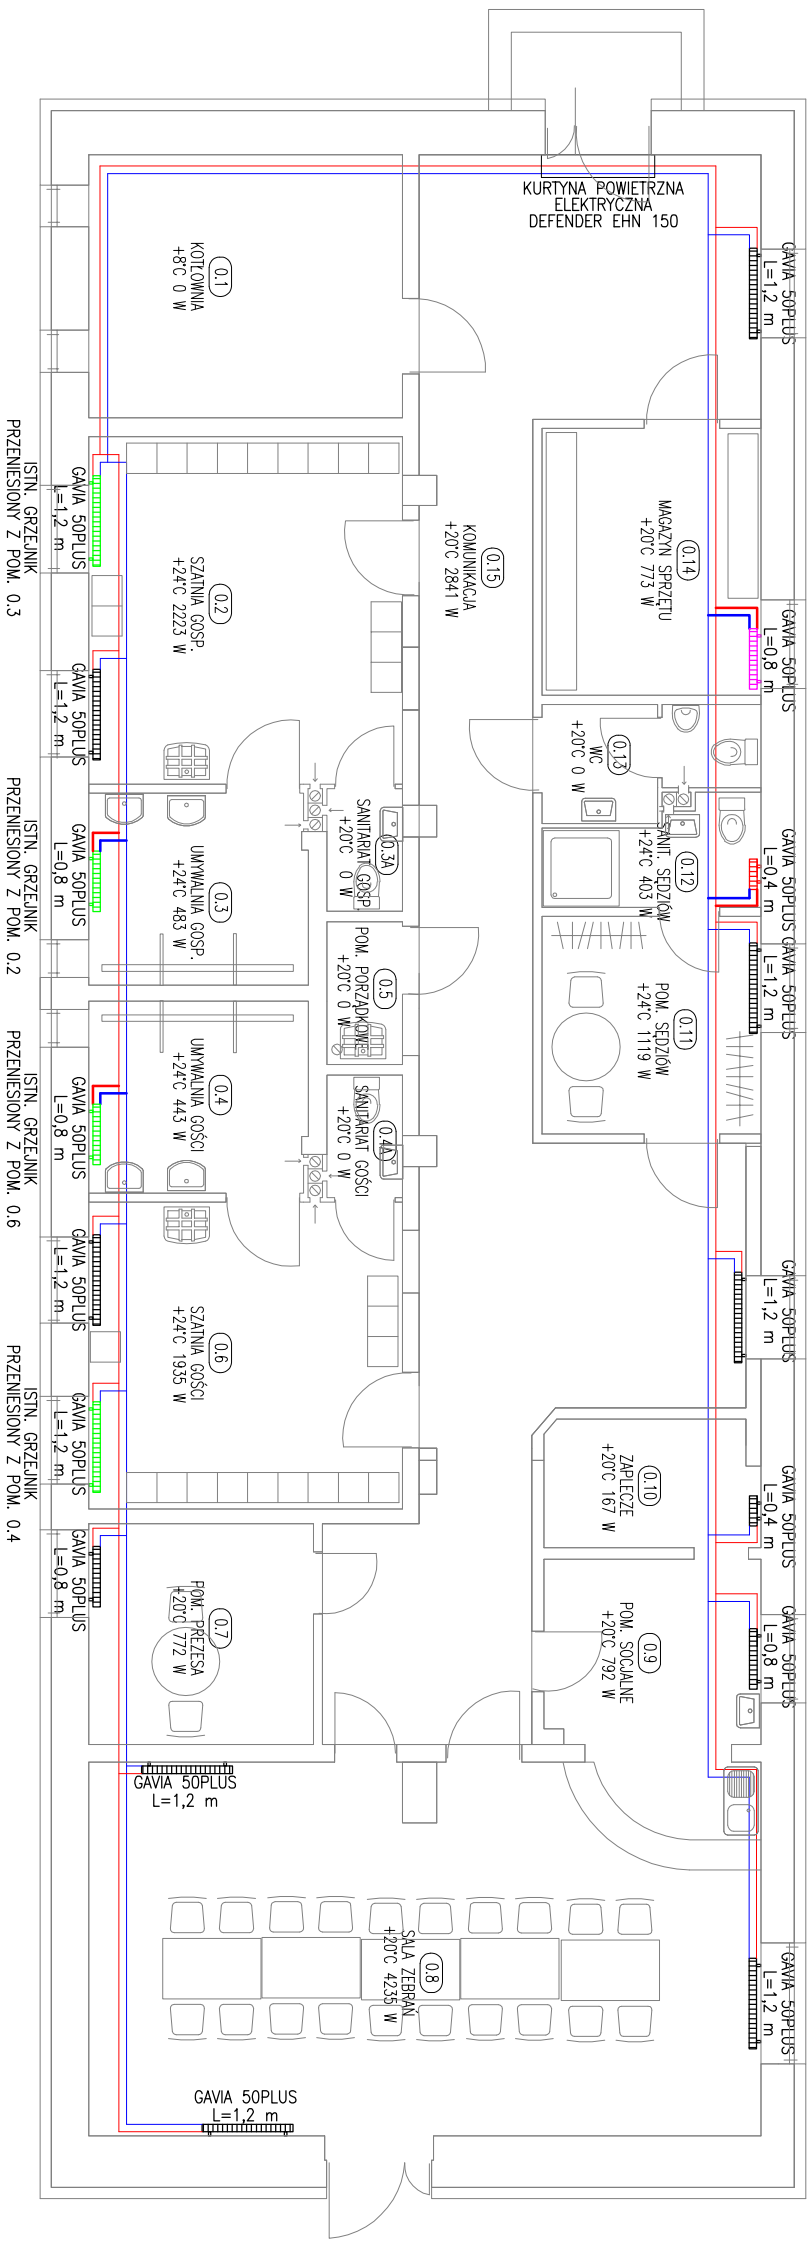 KURTYNA POWIETRZNA
ELEKTRYCZNA
DEFENDER EHN 150
GAVIA 50PLUS
L=1,2 m
0.1
KOTŁOWNIA
+8°C 0 W
GAVIA 50PLUS
L=1,2 m
ISTN. GRZEJNIK
PRZENIESIONY Z POM. 0.3
0.2
SZATNIA GOSP.
+24°C 2223 W
GAVIA 50PLUS
L=1,2 m
0.15
KOMUNIKACJA
+20°C 2841 W
0.14
MAGAZYN SPRZĘTU
+20°C 773 W
GAVIA 50PLUS
L=0,8 m
0.13
WC
+20°C 0 W
0.12
SANIT. SĘDZIÓW
+24°C 403 W
GAVIA 50PLUS
L=0,4 m
0.3A
SANITARIAT GOSP.
+20°C 0 W
0.3
UMYWALNIA GOSP.
+24°C 483 W
GAVIA 50PLUS
L=0,8 m
ISTN. GRZEJNIK
PRZENIESIONY Z POM. 0.2
GAVIA 50PLUS
L=1,2 m
0.11
POM. SĘDZIÓW
+24°C 1119 W
0.5
POM. PORZĄDKOW.
+20°C 0 W
0.4A
SANITARIAT GOŚCI
+20°C 0 W
0.4
UMYWALNIA GOŚCI
+24°C 443 W
GAVIA 50PLUS
L=0,8 m
ISTN. GRZEJNIK
PRZENIESIONY Z POM. 0.6
GAVIA 50PLUS
L=1,2 m
GAVIA 50PLUS
L=1,2 m
0.6
SZATNIA GOŚCI
+24°C 1935 W
GAVIA 50PLUS
L=1,2 m
ISTN. GRZEJNIK
PRZENIESIONY Z POM. 0.4
0.10
ZAPLECZE
+20°C 167 W
GAVIA 50PLUS
L=0,4 m
GAVIA 50PLUS
L=0,8 m
0.7
POM. PREZESA
+20°C 772 W
0.9
POM. SOCJALNE
+20°C 792 W
GAVIA 50PLUS
L=0,8 m
GAVIA 50PLUS
L=1,2 m
0.8
SALA ZEBRAŃ
+20°C 4235 W
GAVIA 50PLUS
L=1,2 m
GAVIA 50PLUS
L=1,2 m